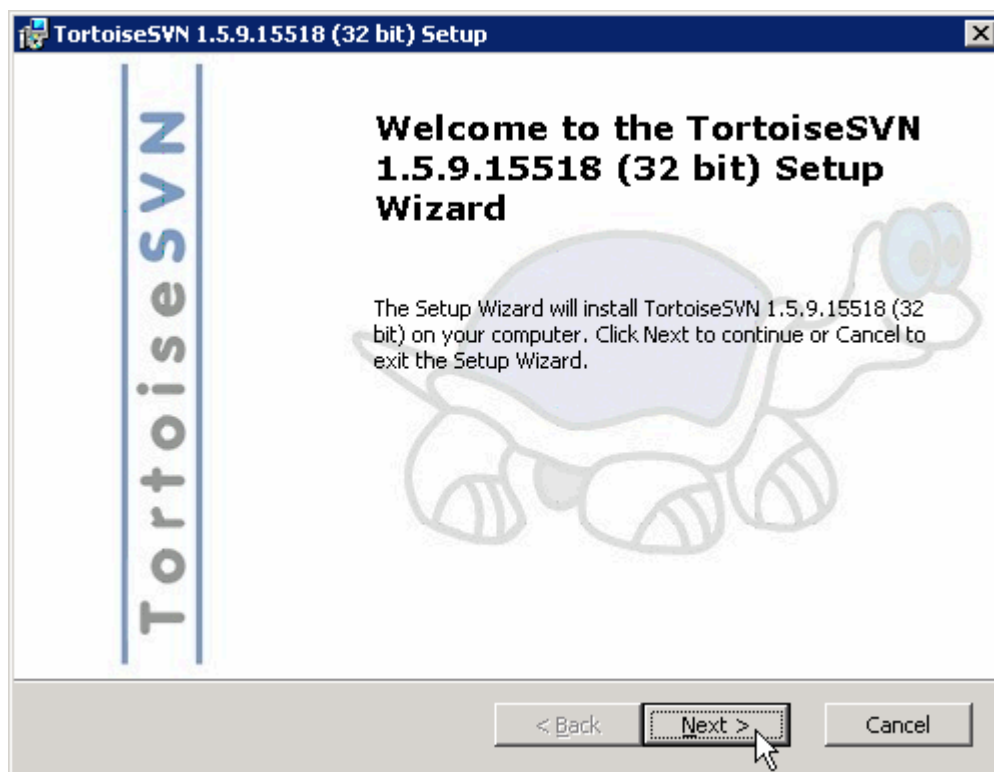 TortoiseSVN 1.5.9.15518 (32 bit) Setup
TortoiseSVN
Welcome to the TortoiseSVN
1.5.9.15518 (32 bit) Setup
Wizard
The Setup Wizard will install TortoiseSVN 1.5.9.15518 (32
bit) on your computer. Click Next to continue or Cancel to
exit the Setup Wizard.
< Back
Next >
Cancel